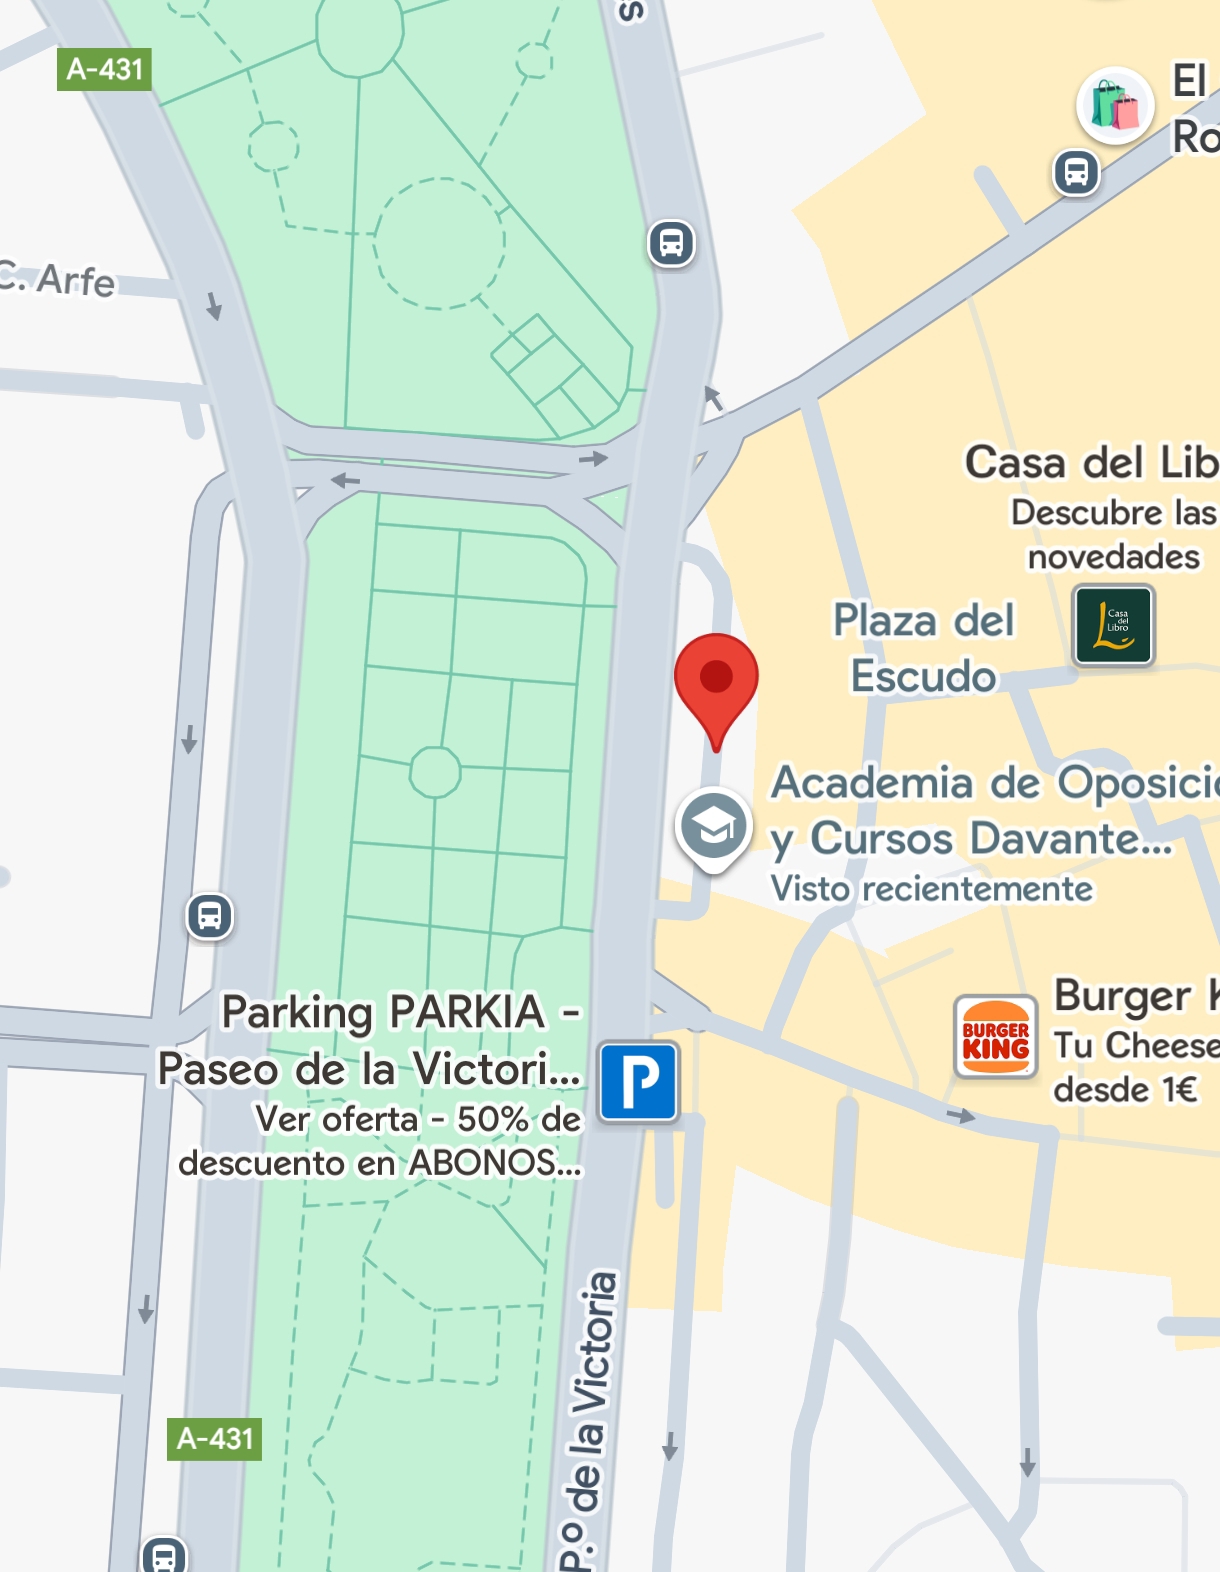 s
A-431
El
Ro
C. Arfe
Casa del Lib
Descubre las
novedades
Casa
del
Libro
Plaza del
Escudo
Academia de Oposicio
y Cursos Davante...
Visto recientemente
Parking PARKIA -
Paseo de la Victori...
Ver oferta - 50% de
descuento en ABONOS...
P
Burger K
Tu Cheese
desde 1€
BURGER
KING
P.º de la Victoria
A-431